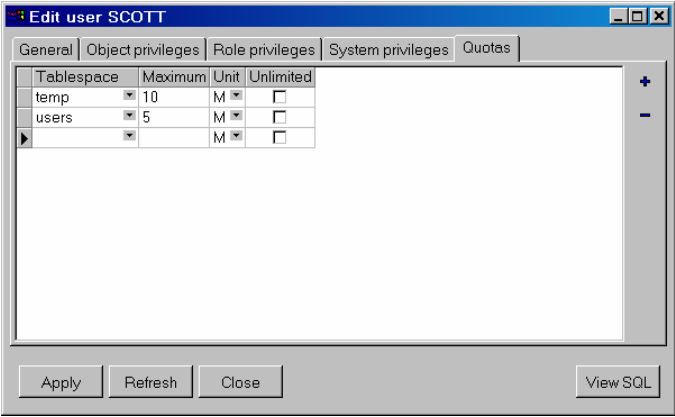 Edit user SCOTT
General Object privileges Role privileges System privileges Quotas
Tablespace Maximum Unit Unlimited
temp 10 M
users 5 M
M
Apply Refresh Close View SQL